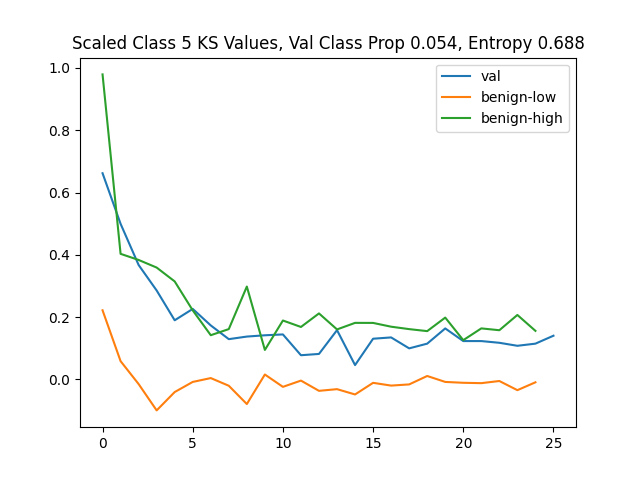 Scaled Class 5 KS Values, Val Class Prop 0.054, Entropy 0.688
val
benign-low
benign-high
1.0
0.8
0.6
0.4
0.2
0.0
0 5 10 15 20 25